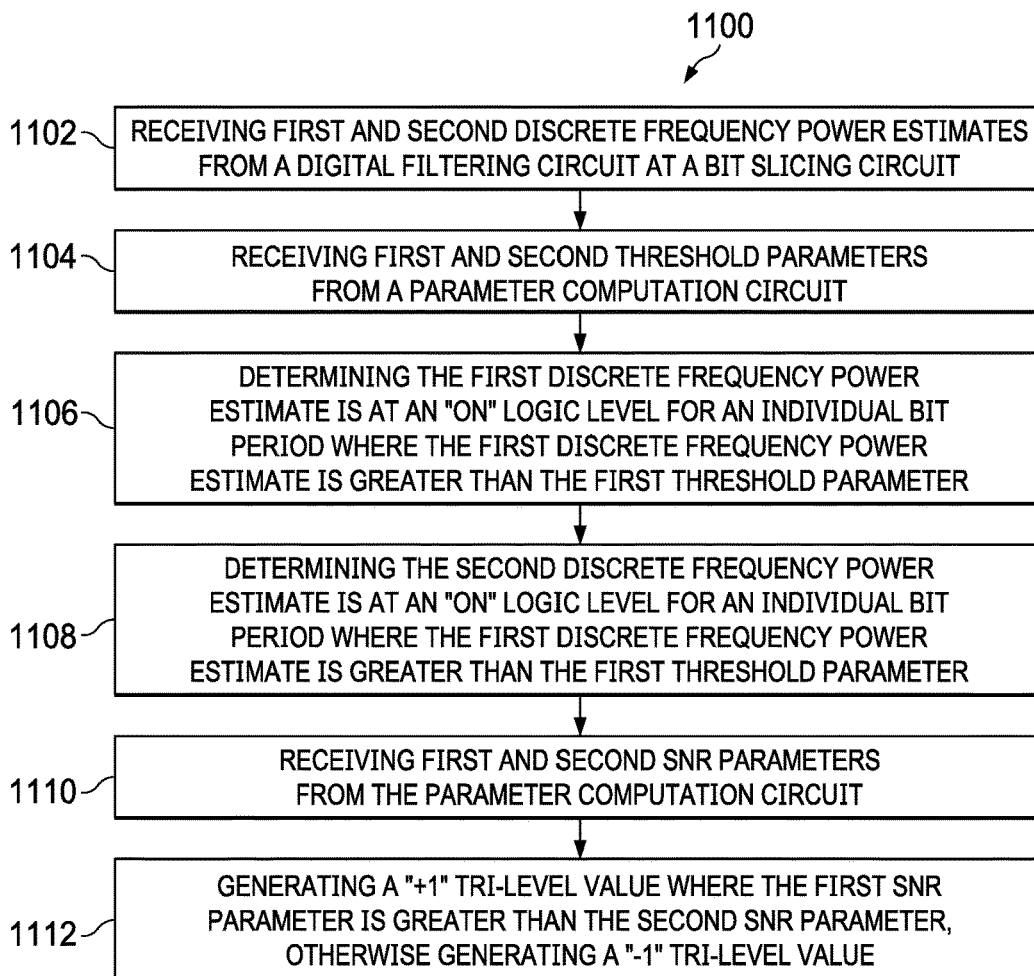 1100
1102
RECEIVING FIRST AND SECOND DISCRETE FREQUENCY POWER ESTIMATES
FROM A DIGITAL FILTERING CIRCUIT AT A BIT SLICING CIRCUIT
1104
RECEIVING FIRST AND SECOND THRESHOLD PARAMETERS
FROM A PARAMETER COMPUTATION CIRCUIT
1106
DETERMINING THE FIRST DISCRETE FREQUENCY POWER
ESTIMATE IS AT AN "ON" LOGIC LEVEL FOR AN INDIVIDUAL BIT
PERIOD WHERE THE FIRST DISCRETE FREQUENCY POWER
ESTIMATE IS GREATER THAN THE FIRST THRESHOLD PARAMETER
1108
DETERMINING THE SECOND DISCRETE FREQUENCY POWER
ESTIMATE IS AT AN "ON" LOGIC LEVEL FOR AN INDIVIDUAL BIT
PERIOD WHERE THE FIRST DISCRETE FREQUENCY POWER
ESTIMATE IS GREATER THAN THE FIRST THRESHOLD PARAMETER
1110
RECEIVING FIRST AND SECOND SNR PARAMETERS
FROM THE PARAMETER COMPUTATION CIRCUIT
1112
GENERATING A "+1" TRI-LEVEL VALUE WHERE THE FIRST SNR
PARAMETER IS GREATER THAN THE SECOND SNR PARAMETER,
OTHERWISE GENERATING A "-1" TRI-LEVEL VALUE